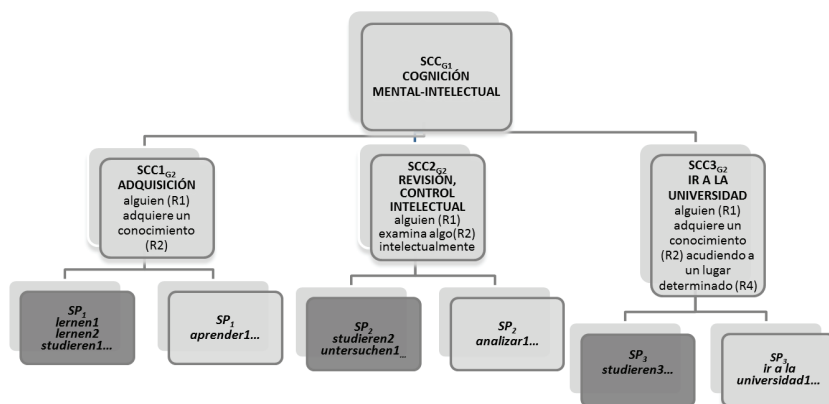 SCCG1
COGNICIÓN
MENTAL-INTELECTUAL
SCC1G2
ADQUISICIÓN
alguien (R1)
adquiere un
conocimiento
(R2)
SCC2G2
REVISIÓN,
CONTROL
INTELECTUAL
alguien (R1)
examina algo(R2)
intelectualmente
SCC3G2
IR A LA
UNIVERSIDAD
alguien (R1)
adquiere un
conocimiento
(R2) acudiendo a
un lugar
determinado (R4)
SP1
lernen1
lernen2
studieren1...
SP1
aprender1...
SP2
studieren2
untersuchen1...
SP2
analizar1...
SP3
studieren3...
SP3
ir a la
universidad1...